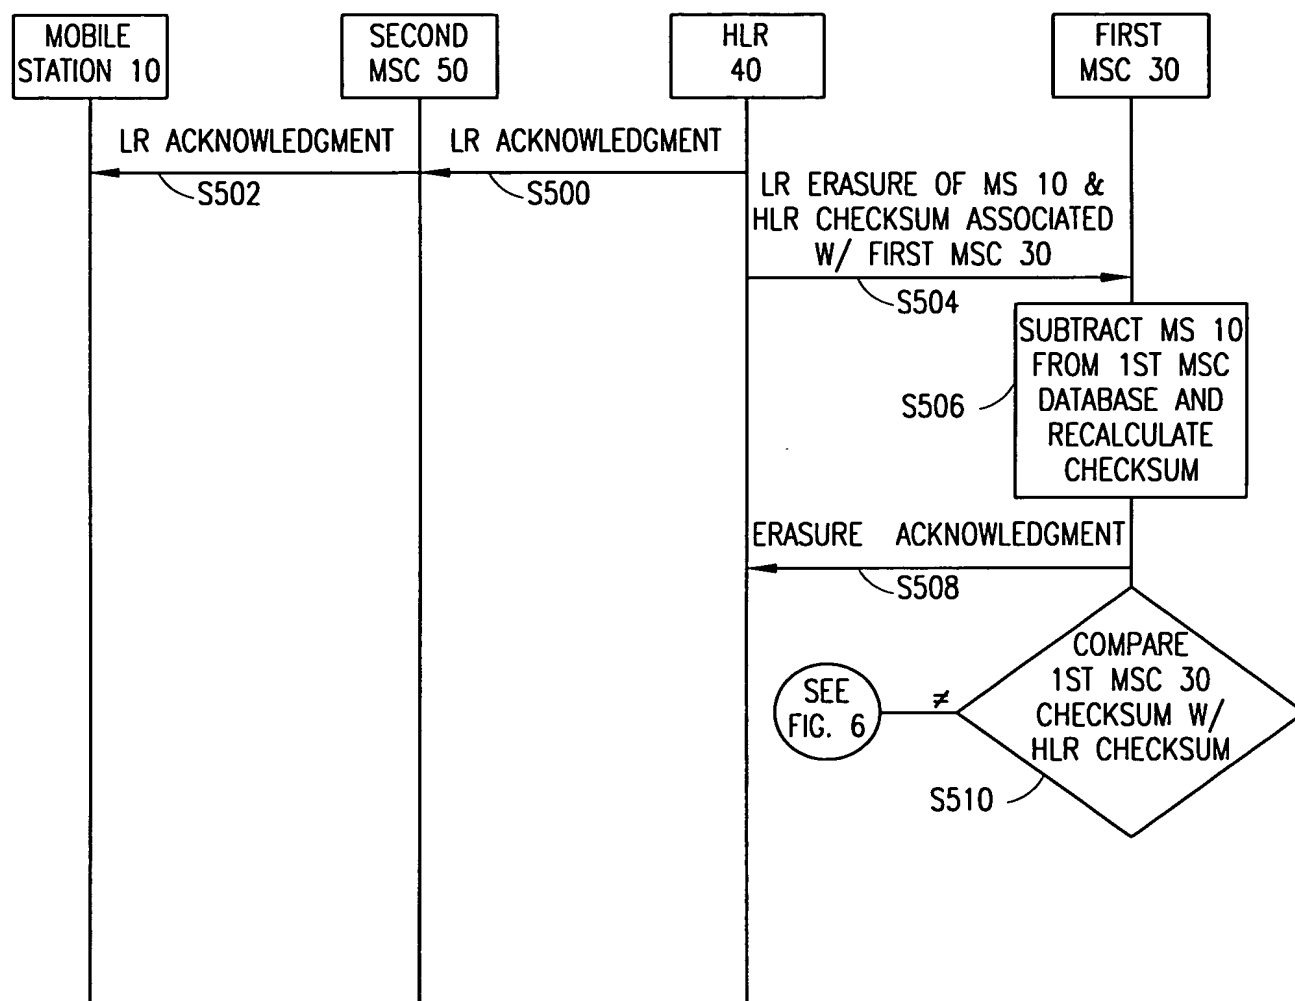 MOBILE
STATION 10
SECOND
MSC 50
HLR
40
FIRST
MSC 30
LR ACKNOWLEDGMENT
LR ACKNOWLEDGMENT
S502
S500
LR ERASURE OF MS 10 &
HLR CHECKSUM ASSOCIATED
W/ FIRST MSC 30
S504
SUBTRACT MS 10
FROM 1ST MSC
DATABASE AND
RECALCULATE
CHECKSUM
S506
ERASURE ACKNOWLEDGMENT
S508
COMPARE
1ST MSC 30
CHECKSUM W/
HLR CHECKSUM
≠
SEE
FIG. 6
S510